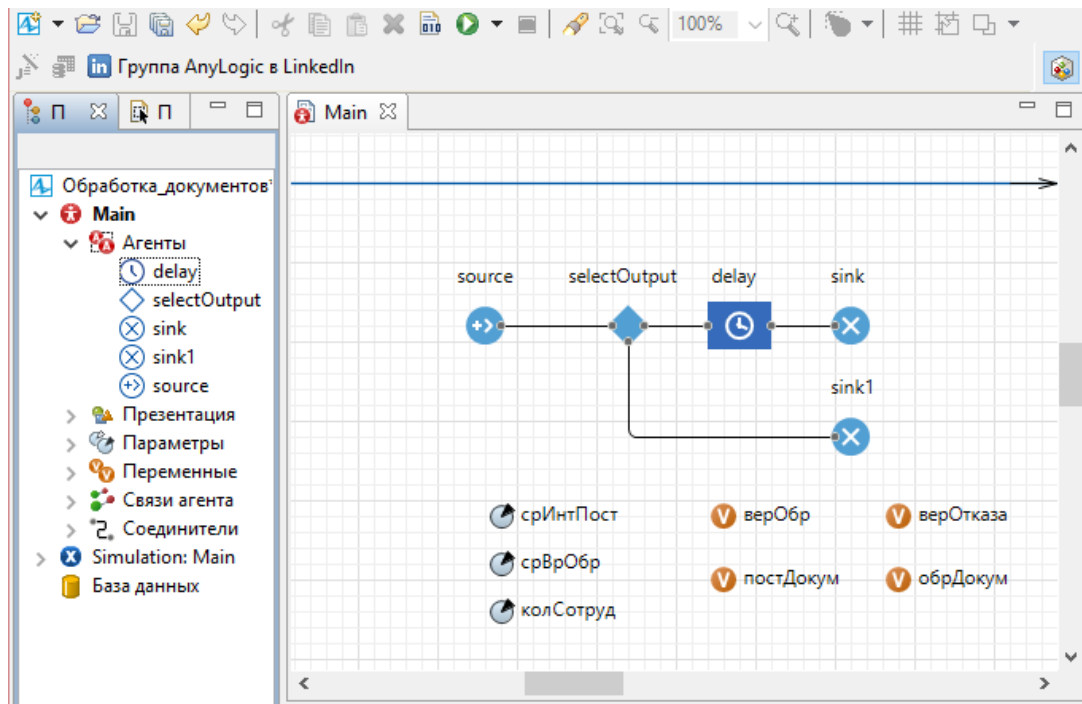 100%
in Группа AnyLogic в LinkedIn
П
П
Main
Обработка_документов
Main
Агенты
delay
selectOutput
sink
sink1
source
Презентация
Параметры
Переменные
Связи агента
Соединители
Simulation: Main
База данных
source selectOutput delay sink
sink1
срИнтПост
V верОбр
V верОтказа
срВрОбр
V постДокум
V обрДокум
колСотруд